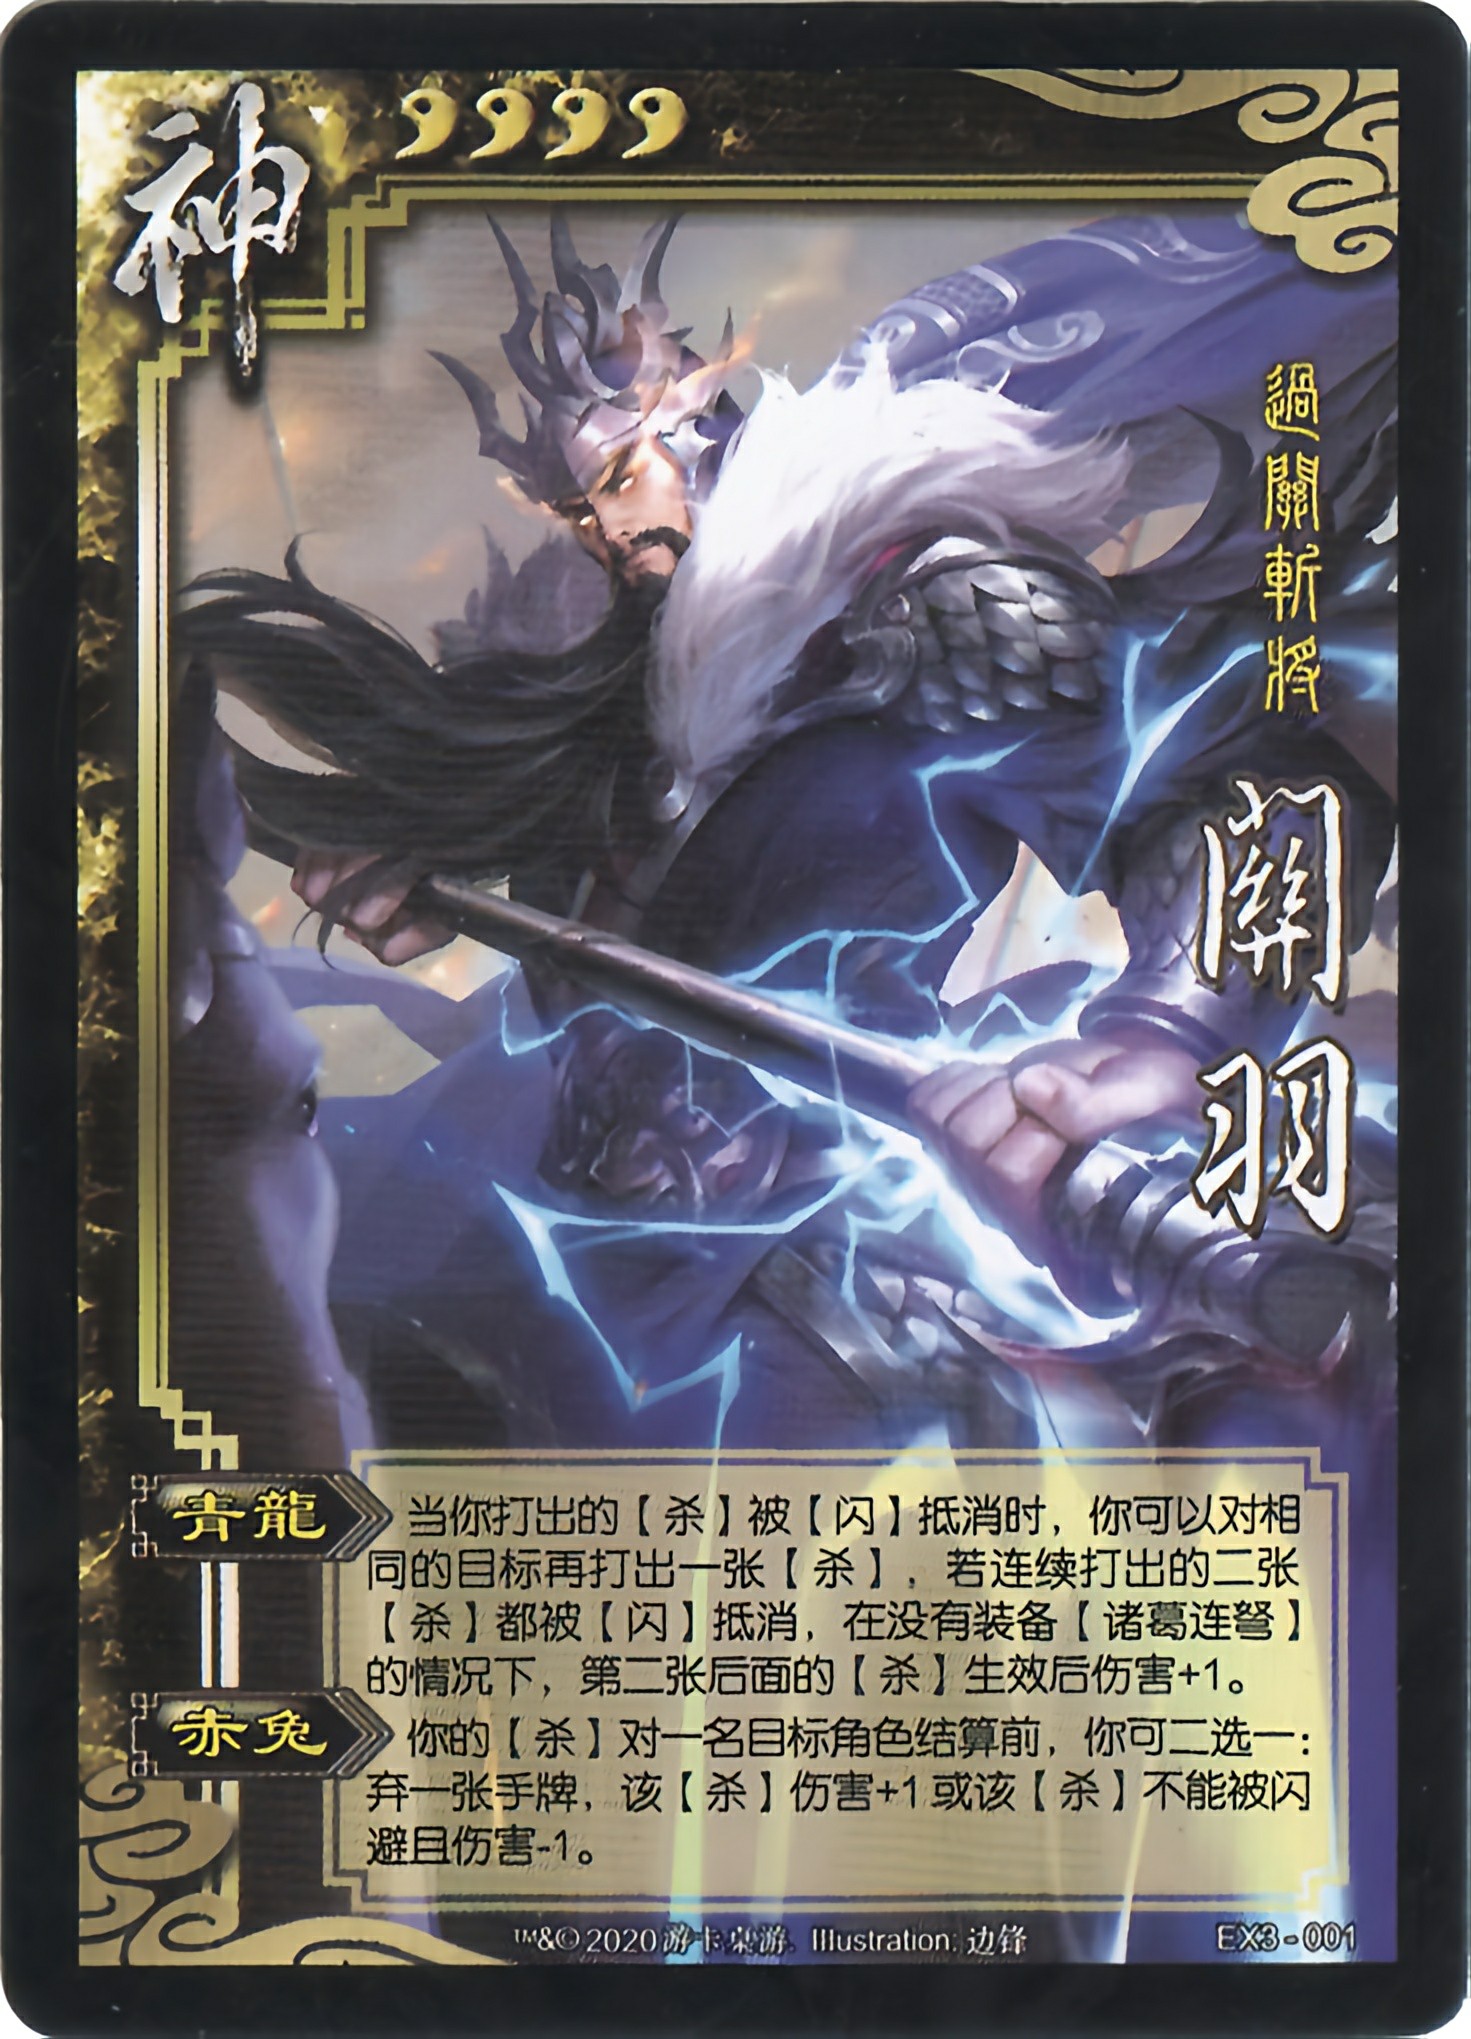 神
過關斬將
關羽
青龍
当你打出的【杀】被【闪】抵消时，你可以对相
同的目标再打出一张【杀】，若连续打出的二张
【杀】都被【闪】抵消，在没有装备【诸葛连弩】
的情况下，第二张后面的【杀】生效后伤害+1。
赤兔
你的【杀】对一名目标角色结算前，你可二选一：
弃一张手牌，该【杀】伤害+1或该【杀】不能被闪
避且伤害-1。
™&© 2020 游卡桌游. Illustration: 边锋
EX3-001